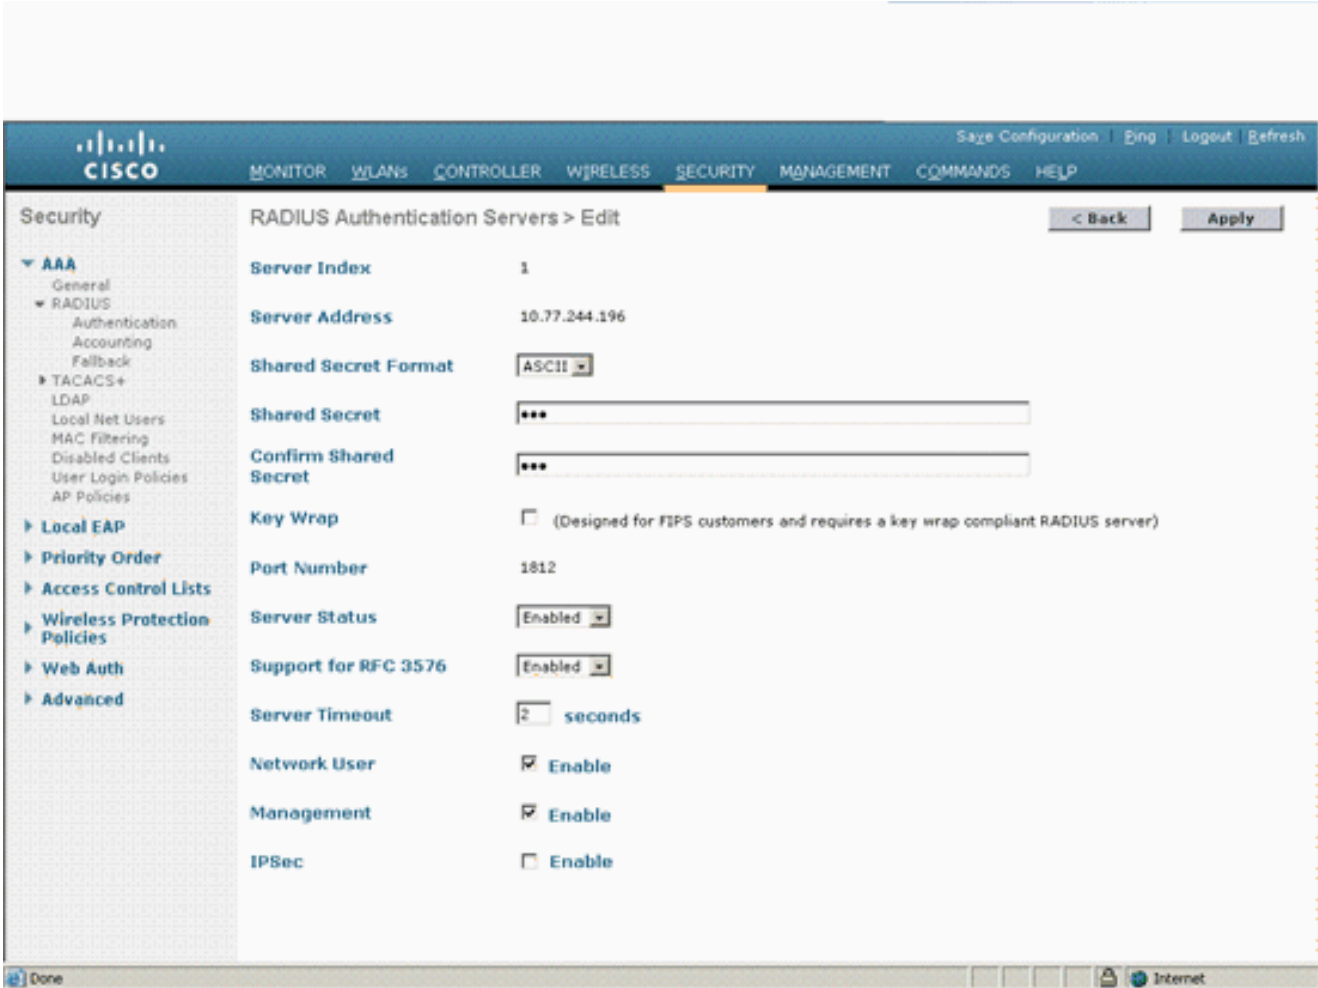 Save Configuration | Ping | Logout | Refresh
CISCO
MONITOR WLANs CONTROLLER WIRELESS SECURITY MANAGEMENT COMMANDS HELP
Security
AAA
General
RADIUS
Authentication
Accounting
Fallback
TACACS+
LDAP
Local Net Users
MAC Filtering
Disabled Clients
User Login Policies
AP Policies
Local EAP
Priority Order
Access Control Lists
Wireless Protection
Policies
Web Auth
Advanced
RADIUS Authentication Servers > Edit
< Back
Apply
Server Index 1
Server Address 10.77.244.196
Shared Secret Format ASCII
Shared Secret •••
Confirm Shared
Secret •••
Key Wrap (Designed for FIPS customers and requires a key wrap compliant RADIUS server)
Port Number 1812
Server Status Enabled
Support for RFC 3576 Enabled
Server Timeout 2 seconds
Network User Enable
Management Enable
IPSec Enable
Done
Internet